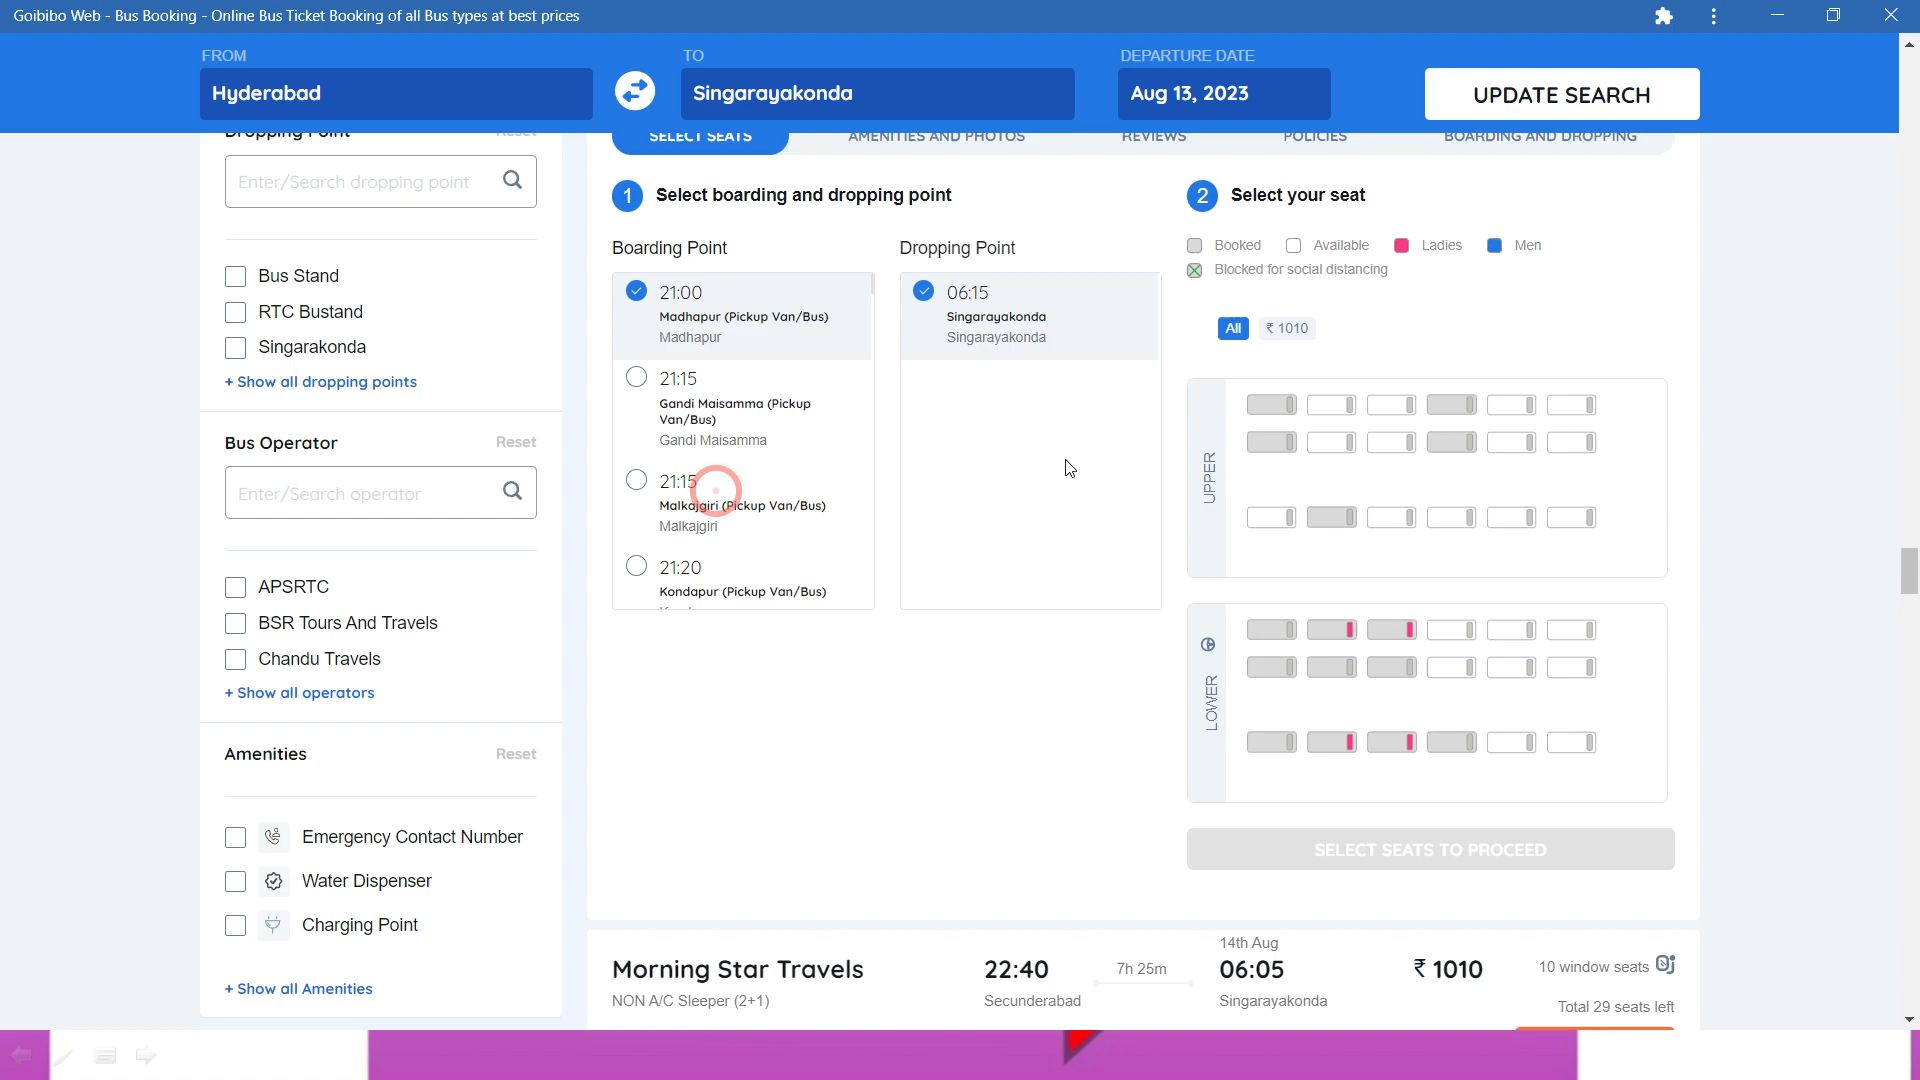 Goibibo Web - Bus Booking - Online Bus Ticket Booking of all Bus types at best prices
FROM
TO
DEPARTURE DATE
Hyderabad
Singarayakonda
Aug 13, 2023
UPDATE SEARCH
Dropping Point
Reset
Enter/Search dropping point
Bus Stand
RTC Bustand
Singarakonda
+ Show all dropping points
Bus Operator
Reset
Enter/Search operator
APSRTC
BSR Tours And Travels
Chandu Travels
+ Show all operators
Amenities
Reset
Emergency Contact Number
Water Dispenser
Charging Point
+ Show all Amenities
SELECT SEATS
AMENITIES AND PHOTOS
REVIEWS
POLICIES
BOARDING AND DROPPING
1 Select boarding and dropping point
Boarding Point
21:00
Madhapur (Pickup Van/Bus)
Madhapur
21:15
Gandi Maisamma (Pickup
Van/Bus)
Gandi Maisamma
21:15
Malkajgiri (Pickup Van/Bus)
Malkajgiri
21:20
Kondapur (Pickup Van/Bus)
Dropping Point
06:15
Singarayakonda
Singarayakonda
2 Select your seat
Booked
Available
Ladies
Men
Blocked for social distancing
All
₹ 1010
UPPER
LOWER
SELECT SEATS TO PROCEED
Morning Star Travels
NON A/C Sleeper (2+1)
22:40
Secunderabad
7h 25m
14th Aug
06:05
Singarayakonda
₹ 1010
10 window seats
Total 29 seats left